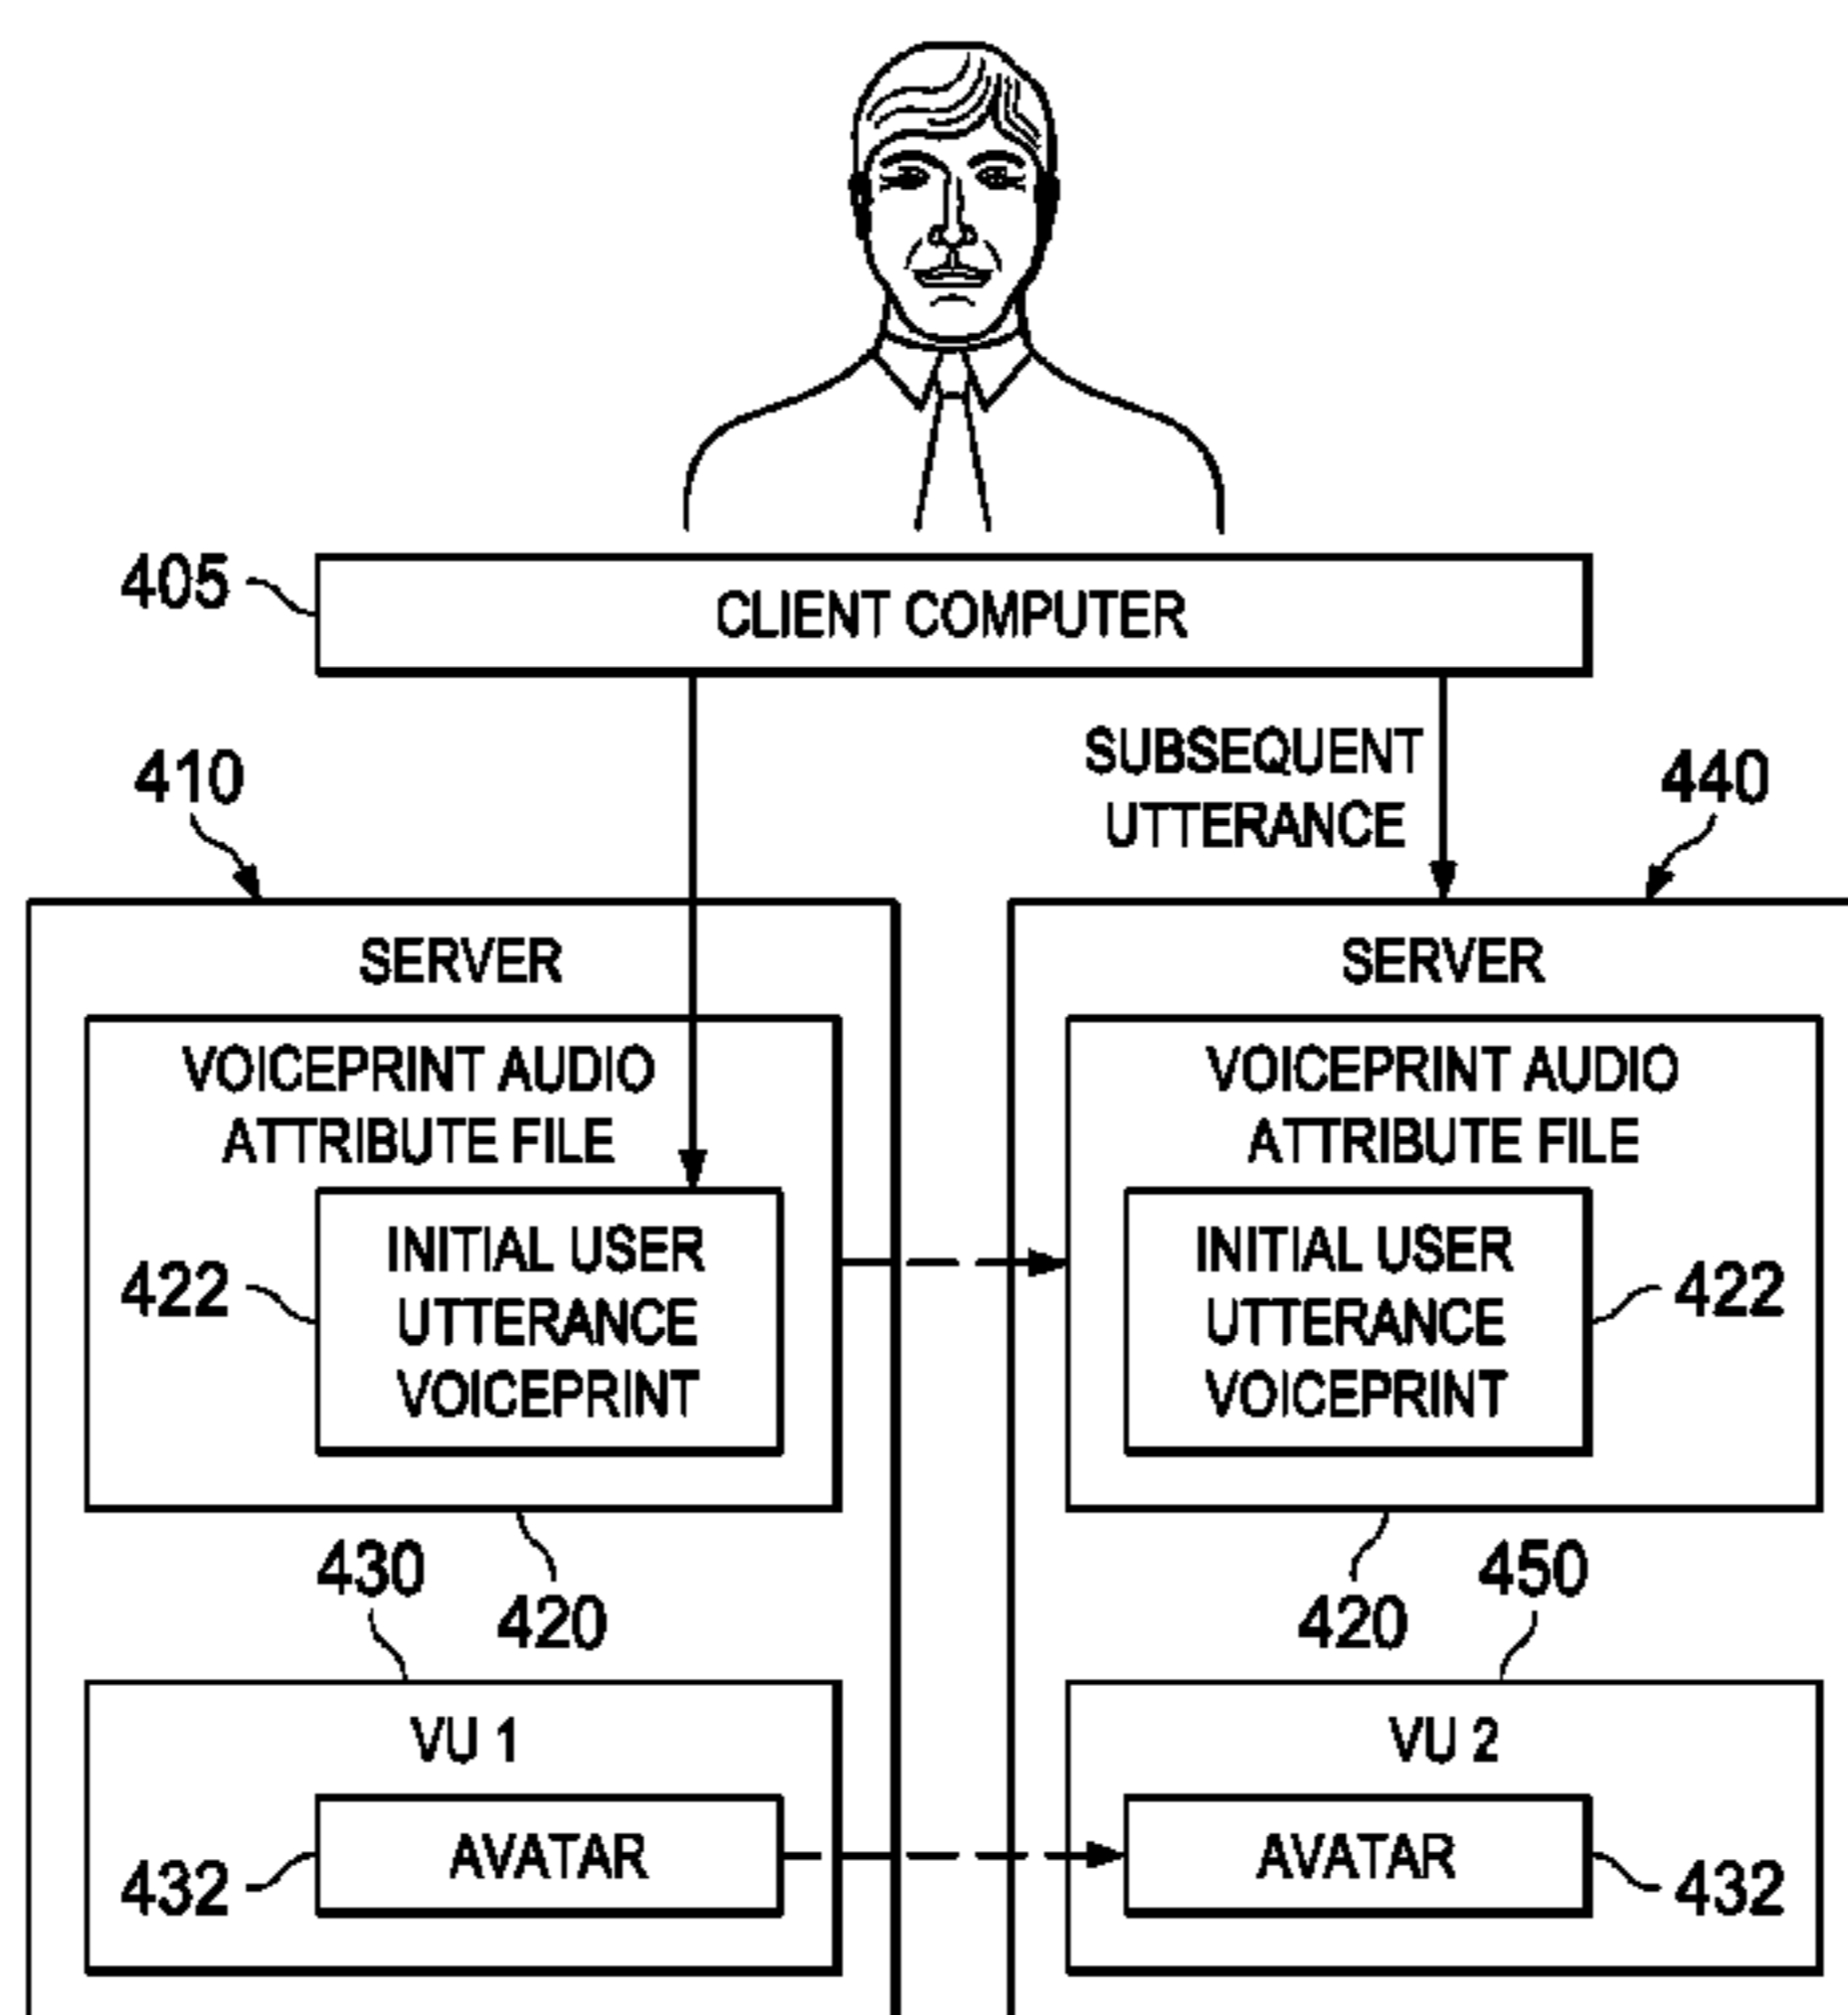 405
CLIENT COMPUTER
SUBSEQUENT
UTTERANCE
410
440
SERVER
VOICEPRINT AUDIO
ATTRIBUTE FILE
422
INITIAL USER
UTTERANCE
VOICEPRINT
420
430
VU 1
432
AVATAR
SERVER
VOICEPRINT AUDIO
ATTRIBUTE FILE
INITIAL USER
UTTERANCE
VOICEPRINT
422
420
450
VU 2
AVATAR
432